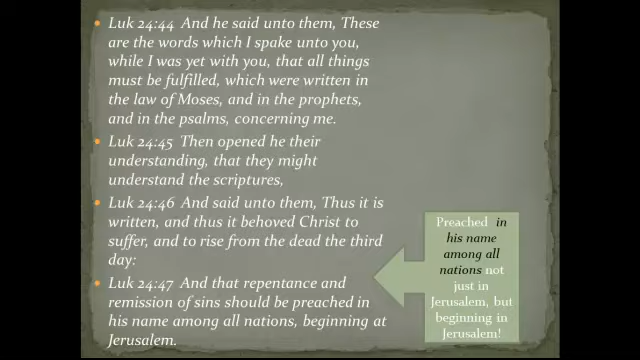 Luk 24:44 And he said unto them, These
are the words which I spake unto you,
while I was yet with you, that all things
must be fulfilled, which were written in
the law of Moses, and in the prophets,
and in the psalms, concerning me.
Luk 24:45 Then opened he their
understanding, that they might
understand the scriptures,
Luk 24:46 And said unto them, Thus it is
written, and thus it behoved Christ to
suffer, and to rise from the dead the third
day:
Luk 24:47 And that repentance and
remission of sins should be preached in
his name among all nations, beginning at
Jerusalem.
Preached in
his name
among all
nations not
just in
Jerusalem, but
beginning in
Jerusalem!